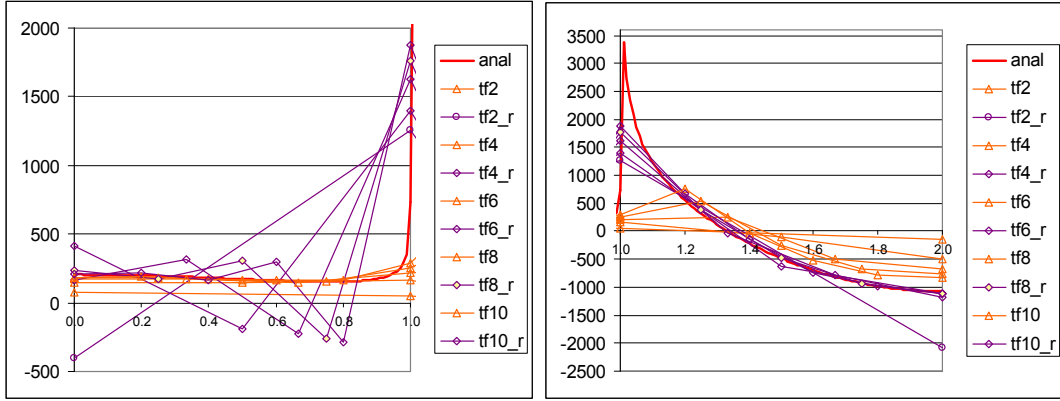 2000
1500
1000
500
0
-500
0.0 0.2 0.4 0.6 0.8 1.0
anal
tf2
tf2_r
tf4
tf4_r
tf6
tf6_r
tf8
tf8_r
tf10
tf10_r
3500
3000
2500
2000
1500
1000
500
0
-500
-1000
-1500
-2000
-2500
1.0 1.2 1.4 1.6 1.8 2.0
anal
tf2
tf2_r
tf4
tf4_r
tf6
tf6_r
tf8
tf8_r
tf10
tf10_r